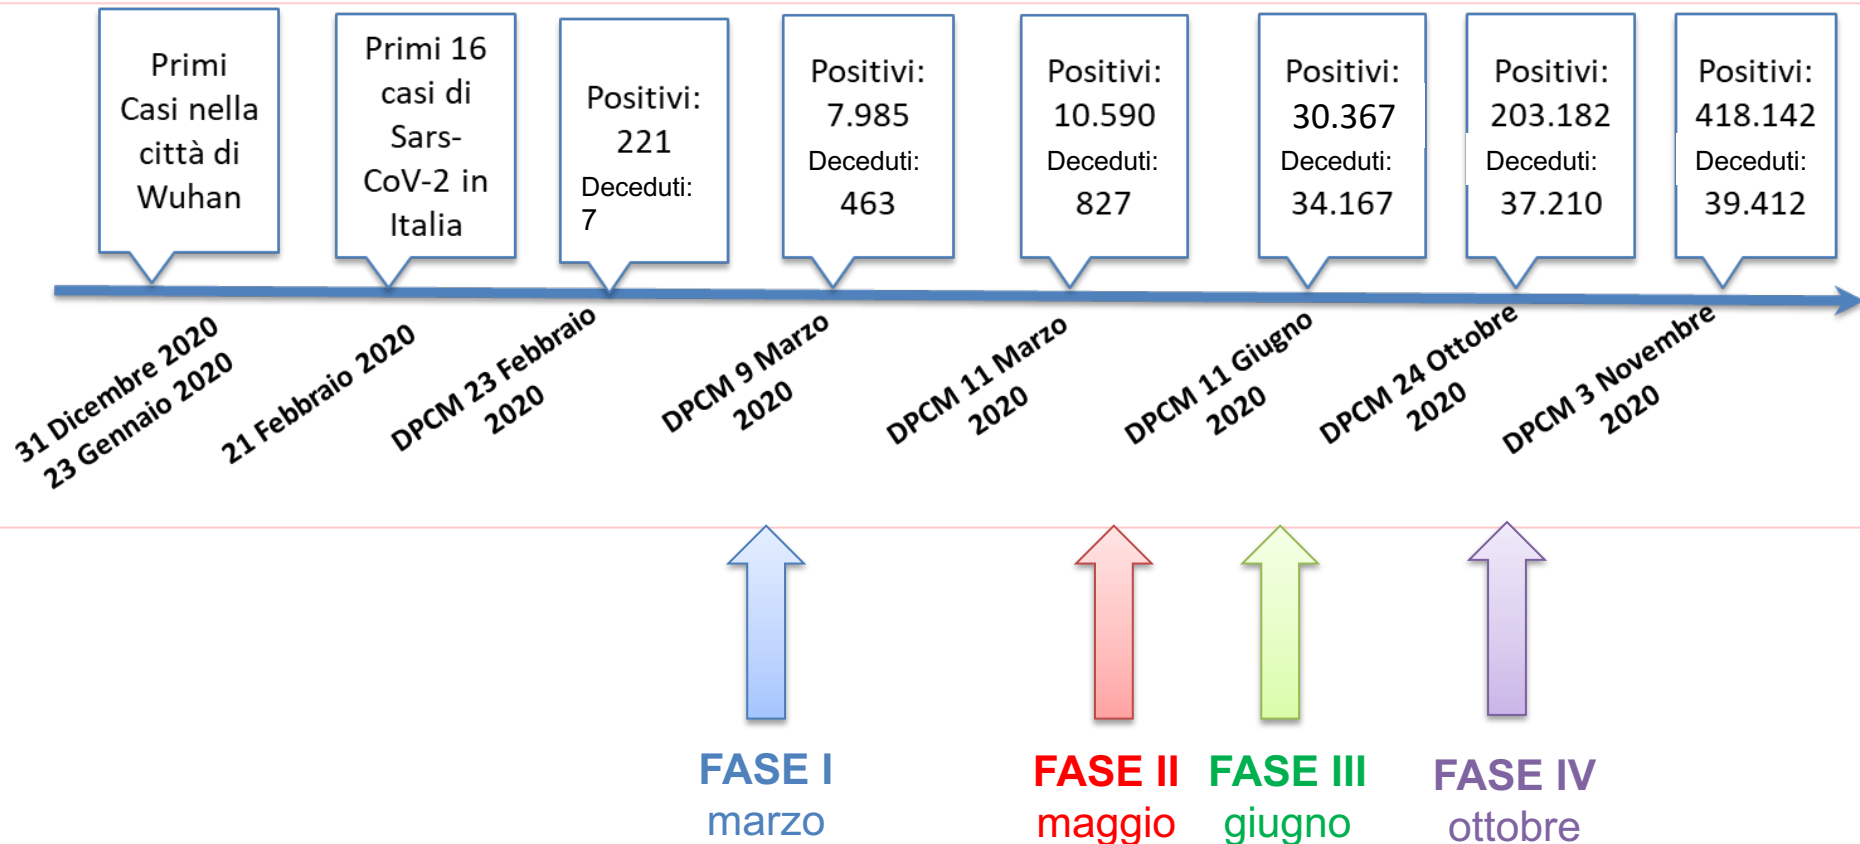 Primi
Casi nella
città di
Wuhan
Primi 16
casi di
Sars-
CoV-2 in
Italia
Positivi:
221
Deceduti:
7
Positivi:
7.985
Deceduti:
463
Positivi:
10.590
Deceduti:
827
Positivi:
30.367
Deceduti:
34.167
Positivi:
203.182
Deceduti:
37.210
Positivi:
418.142
Deceduti:
39.412
31 Dicembre 2020
23 Gennaio 2020
21 Febbraio 2020
DPCM 23 Febbraio
2020
DPCM 9 Marzo
2020
DPCM 11 Marzo
2020
DPCM 11 Giugno
2020
DPCM 24 Ottobre
2020
DPCM 3 Novembre
2020
FASE I
marzo
FASE II
maggio
FASE III
giugno
FASE IV
ottobre